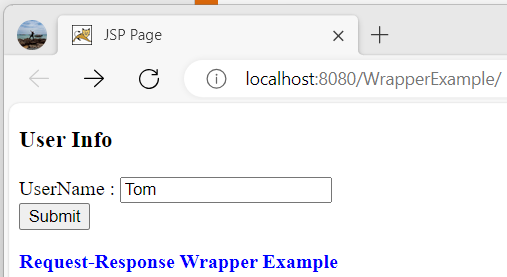 JSP Page
localhost:8080/WrapperExample/
User Info
UserName : Tom
Submit
Request-Response Wrapper Example